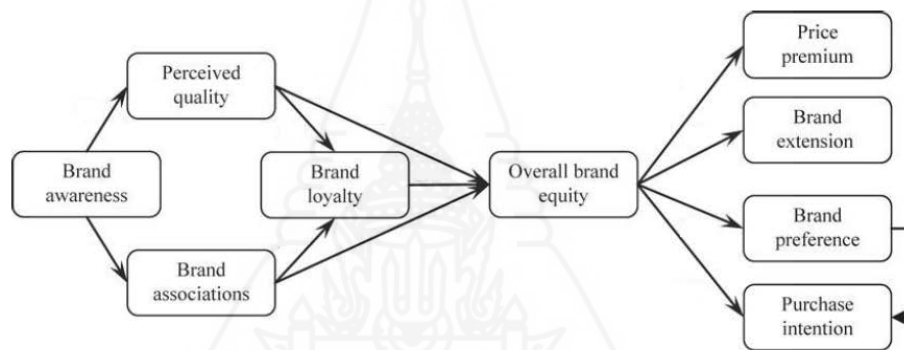 Price
premium
Perceived
quality
Brand
extension
Brand
awareness
Brand
loyalty
Overall brand
equity
Brand
preference
Brand
associations
Purchase
intention